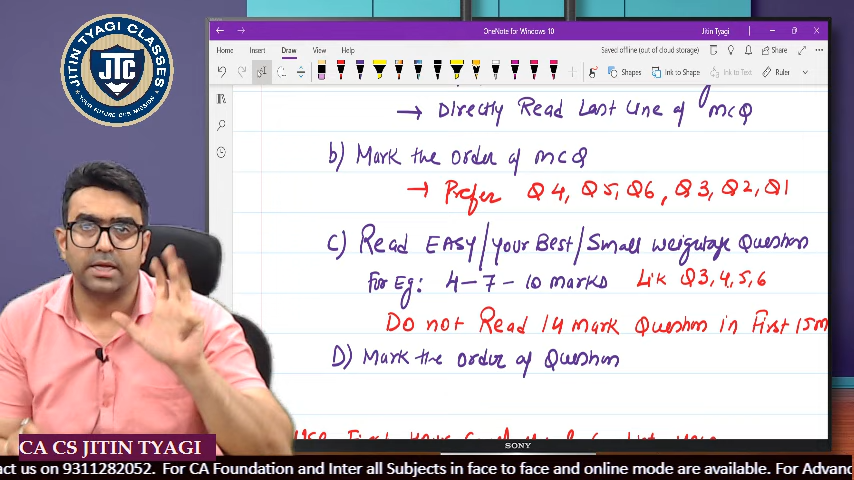 JITIN TYAGI CLASSES
JTC
YOUR FUTURE OUR MISSION
OneNote for Windows 10
Jitin Tyagi
Home Insert Draw View Help
Saved offline (out of cloud storage)
Share
Shapes
Ink to Shape
Ink to Text
Ruler
→ Directly Read Last Line of MCQ
b) Mark the order of MCQ
→ Prefer Q4, Q5, Q6, Q3, Q2, Q1
c) Read EASY/your Best/Small weigutage Question
For Eg: 4-7-10 marks Lik Q3,4,5,6
Do not Read 14 mark Question in First 15m
D) Mark the order of Question
SONY
CA CS JITIN TYAGI
act us on 9311282052. For CA Foundation and Inter all Subjects in face to face and online mode are available. For Advanc